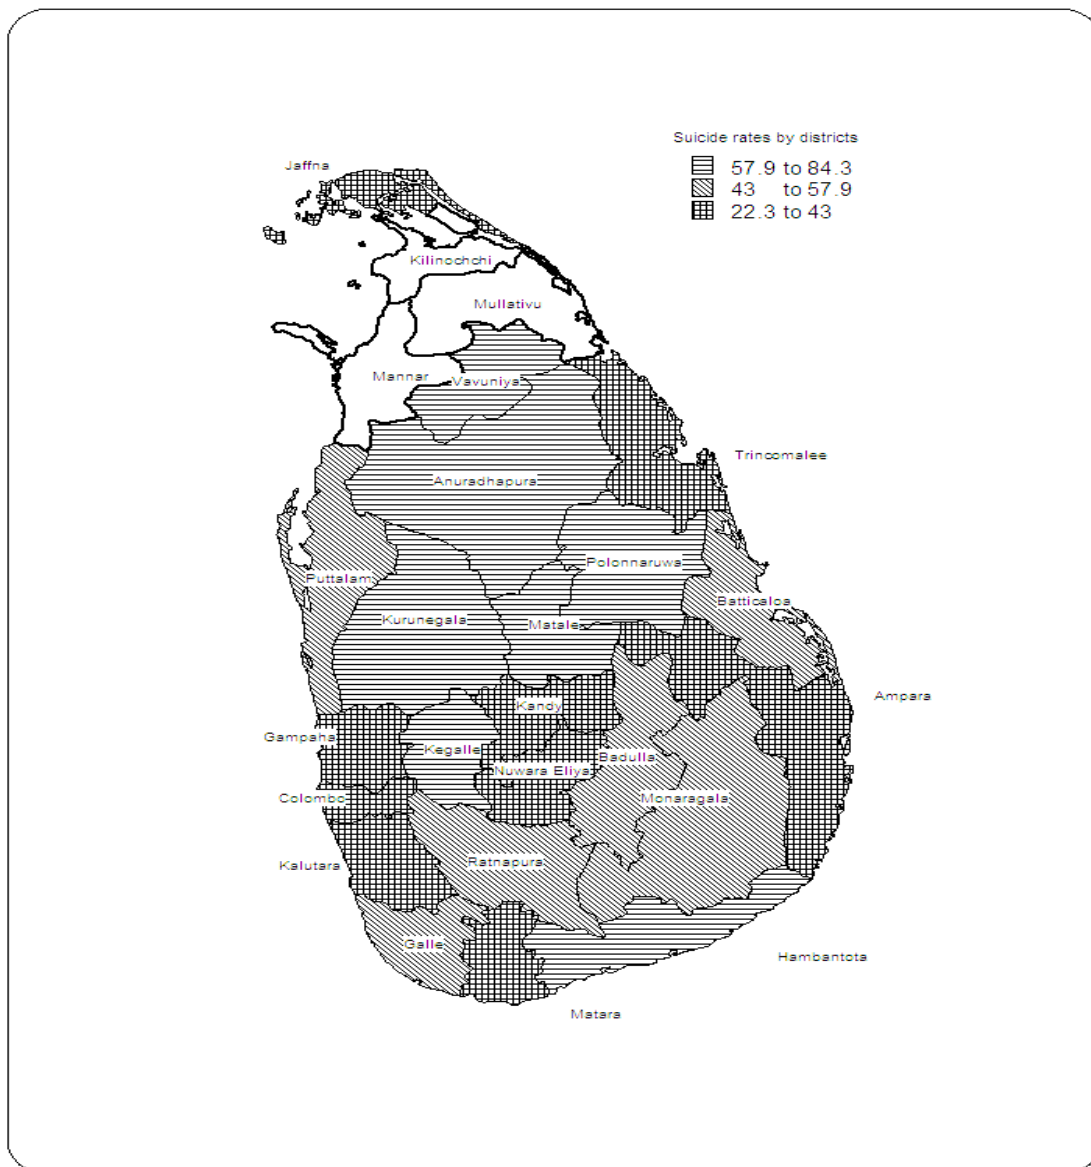 Suicide rates by districts
57.9 to 84.3
43 to 57.9
22.3 to 43
Jaffna
Kilinochchi
Mullativu
Mannar
Vavuniya
Trincomalee
Anuradhapura
Polonnaruwa
Puttalam
Batticaloa
Kurunegala
Matale
Ampara
Kandy
Gampaha
Kegalle
Badulla
Nuwara Eliya
Colombo
Monaragala
Ratnapura
Kalutara
Galle
Hambantota
Matara